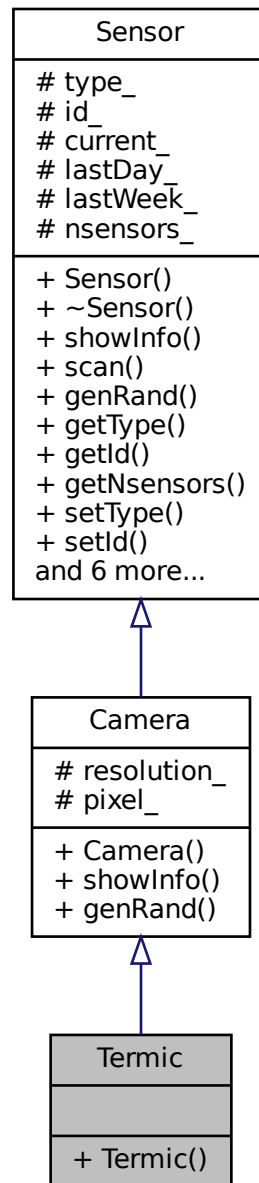 Sensor
# type_
# id_
# current_
# lastDay_
# lastWeek_
# nsensors_
+ Sensor()
+ ~Sensor()
+ showInfo()
+ scan()
+ genRand()
+ getType()
+ getId()
+ getNsensors()
+ setType()
+ setId()
and 6 more...
Camera
# resolution_
# pixel_
+ Camera()
+ showInfo()
+ genRand()
Termic
+ Termic()